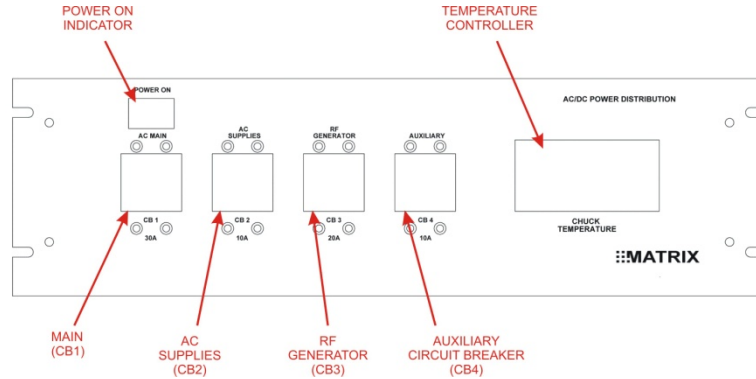 POWER ON
INDICATOR
TEMPERATURE
CONTROLLER
POWER ON
AC/DC POWER DISTRIBUTION
AC MAIN
AC
SUPPLIES
RF
GENERATOR
AUXILIARY
CB 1
30A
CB 2
10A
CB 3
20A
CB 4
10A
CHUCK
TEMPERATURE
MATRIX
MAIN
(CB1)
AC
SUPPLIES
(CB2)
RF
GENERATOR
(CB3)
AUXILIARY
CIRCUIT BREAKER
(CB4)